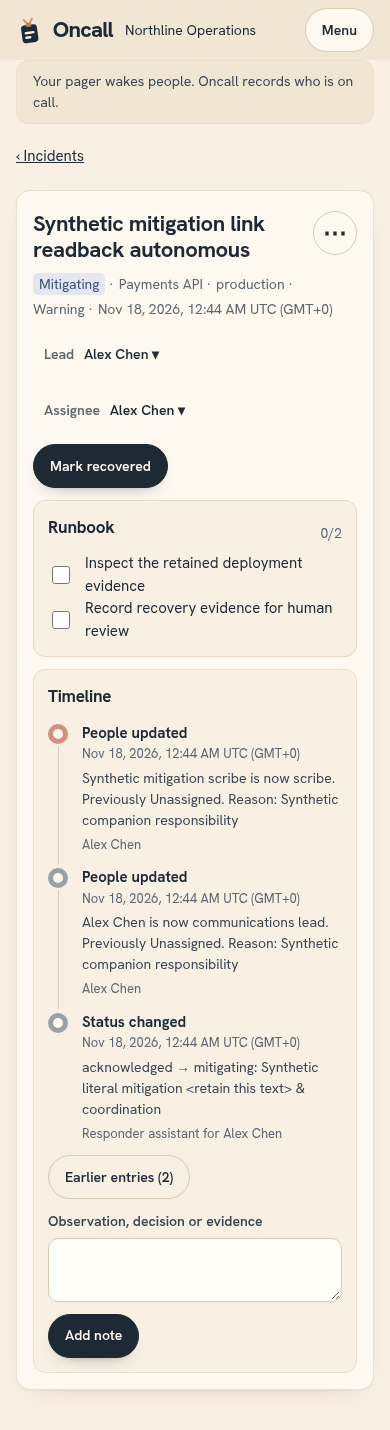 Oncall Northline Operations Menu
Your pager wakes people. Oncall records who is on
call.
‹ Incidents
Synthetic mitigation link
readback autonomous
...
Mitigating · Payments API · production ·
Warning · Nov 18, 2026, 12:44 AM UTC (GMT+0)
Lead Alex Chen ▾
Assignee Alex Chen ▾
Mark recovered
Runbook 0/2
Inspect the retained deployment
evidence
Record recovery evidence for human
review
Timeline
People updated
Nov 18, 2026, 12:44 AM UTC (GMT+0)
Synthetic mitigation scribe is now scribe.
Previously Unassigned. Reason: Synthetic
companion responsibility
Alex Chen
People updated
Nov 18, 2026, 12:44 AM UTC (GMT+0)
Alex Chen is now communications lead.
Previously Unassigned. Reason: Synthetic
companion responsibility
Alex Chen
Status changed
Nov 18, 2026, 12:44 AM UTC (GMT+0)
acknowledged → mitigating: Synthetic
literal mitigation <retain this text> &
coordination
Responder assistant for Alex Chen
Earlier entries (2)
Observation, decision or evidence
Add note